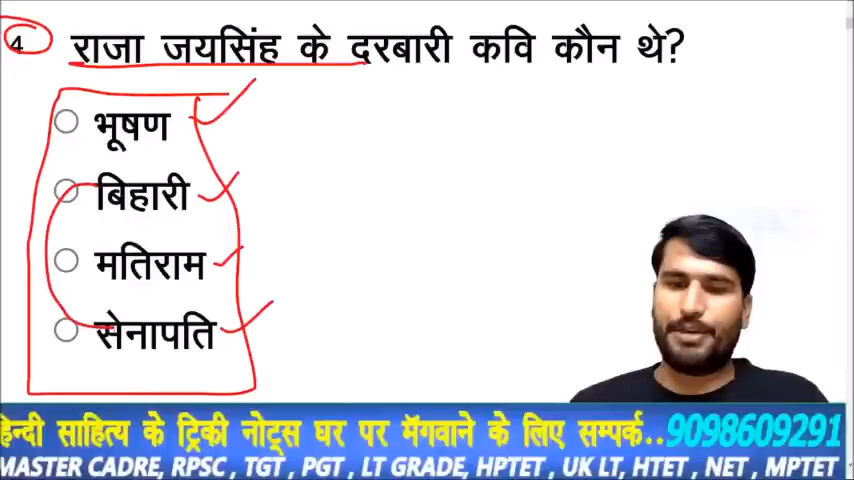 4 राजा जयसिंह के दरबारी कवि कौन थे?
भूषण
बिहारी
मतिराम
सेनापति
हिन्दी साहित्य के ट्रिकी नोट्स घर पर मॅगवाने के लिए सम्पर्क..9098609291
MASTER CADRE, RPSC , TGT , PGT , LT GRADE, HPTET , UK LT, HTET , NET , MPTET